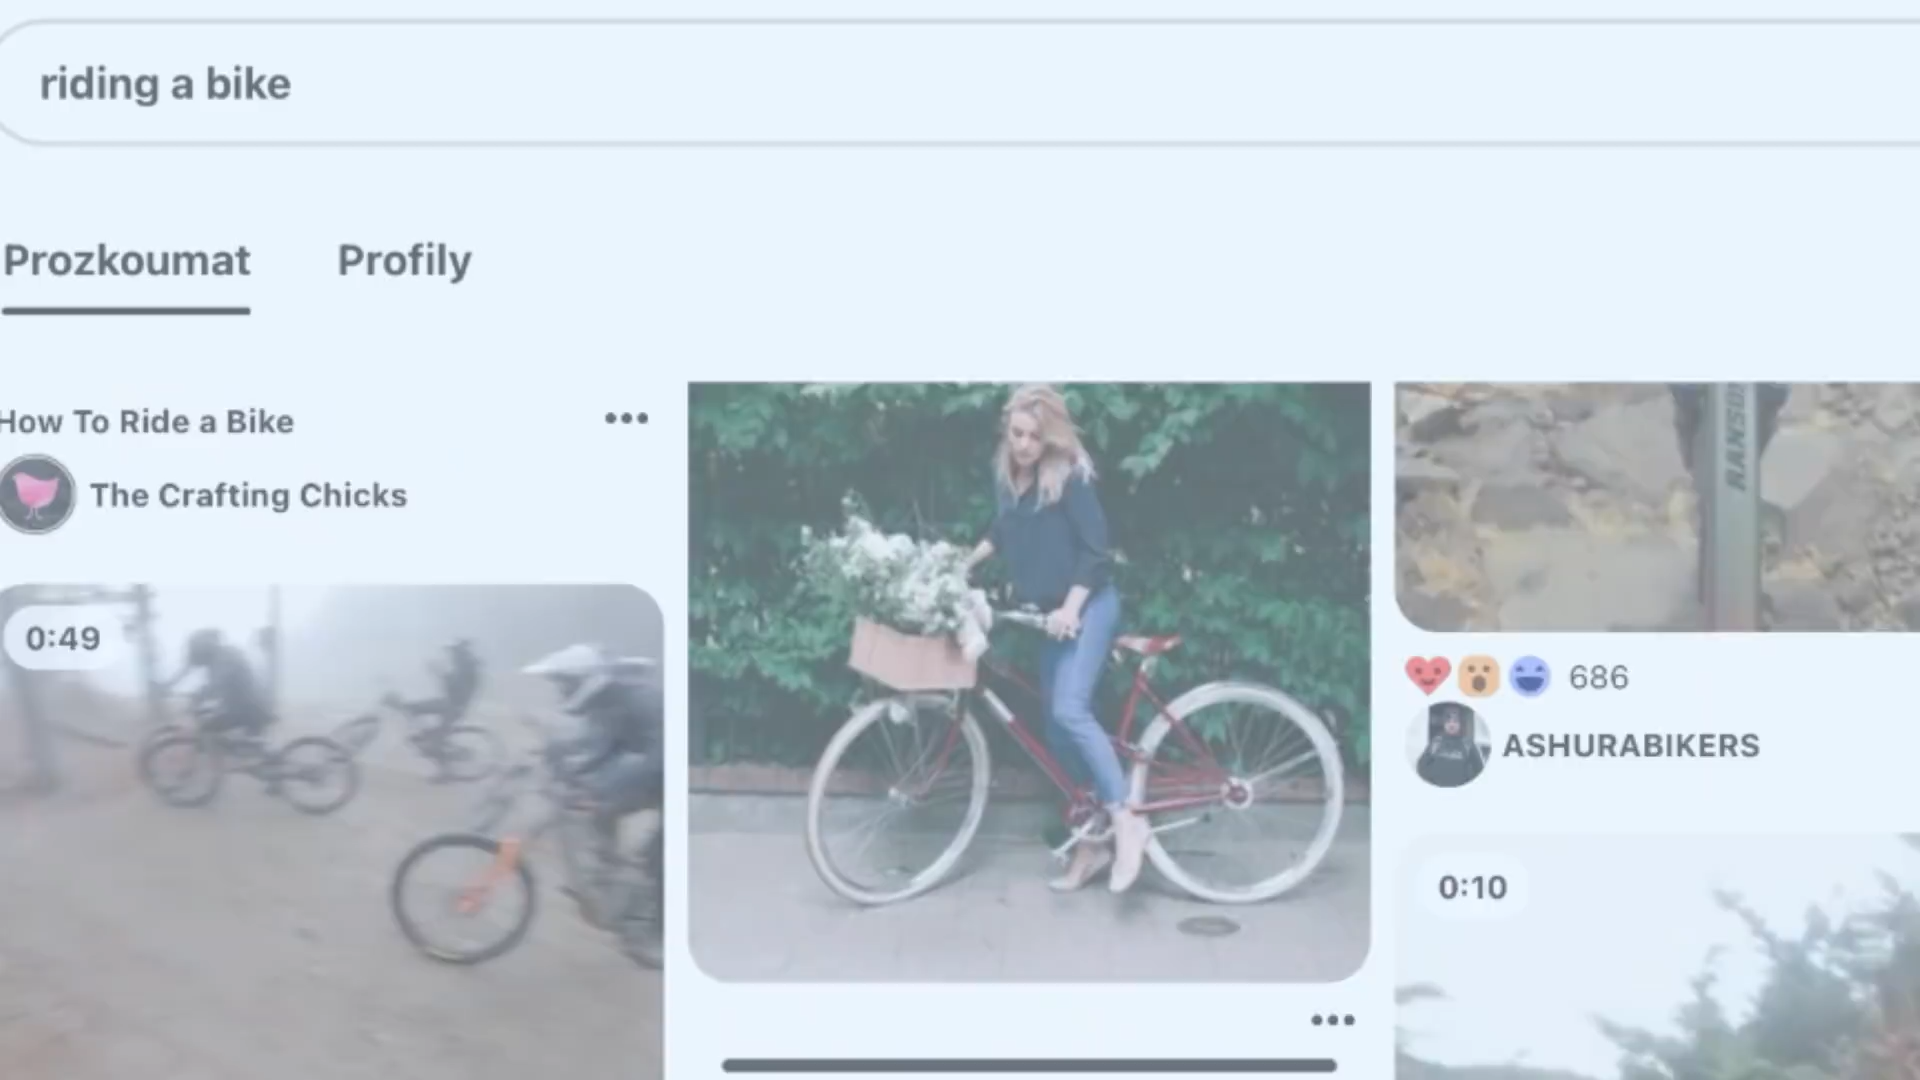 riding a bike
Prozkoumat
Profily
How To Ride a Bike
The Crafting Chicks
0:49
686
ASHURABIKERS
0:10